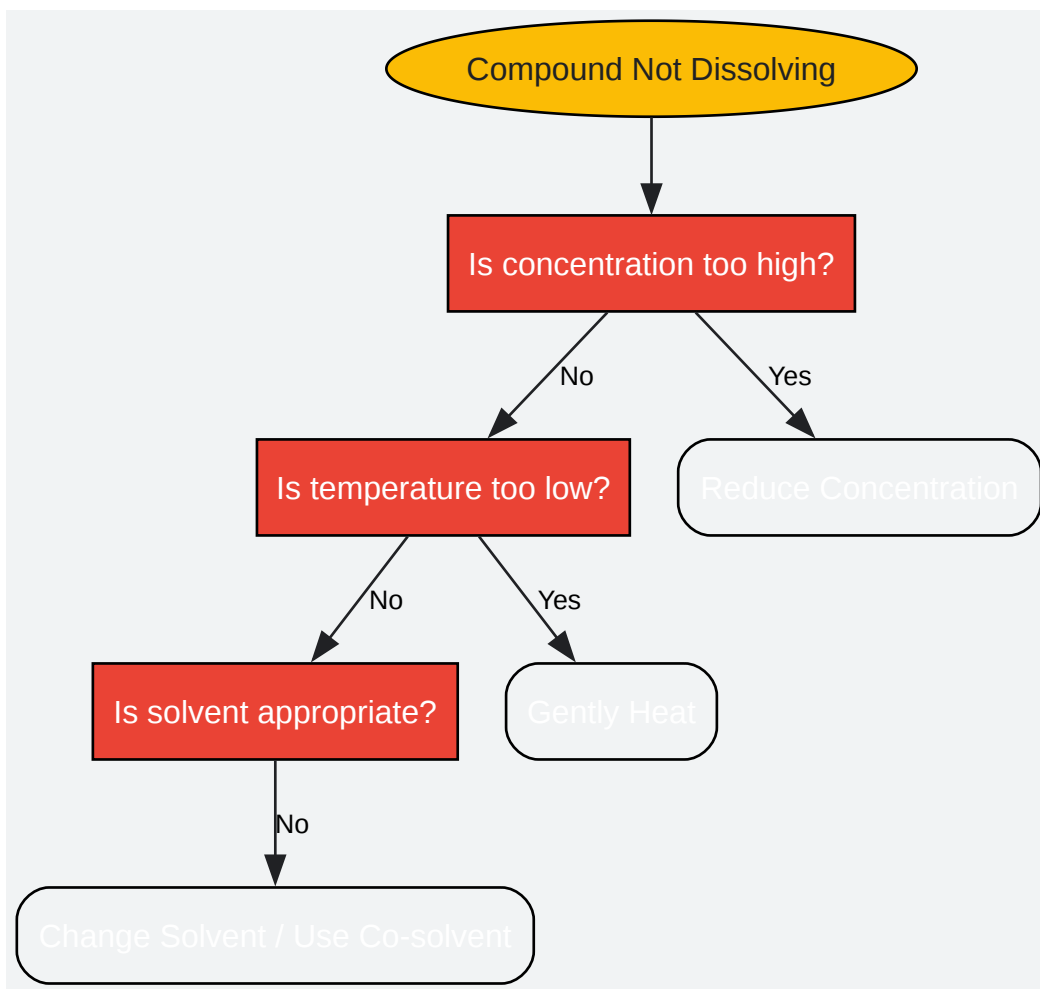 Compound Not Dissolving
Is concentration too high?
No
Yes
Is temperature too low?
Reduce Concentration
No
Yes
Is solvent appropriate?
Gently Heat
No
Change Solvent / Use Co-solvent